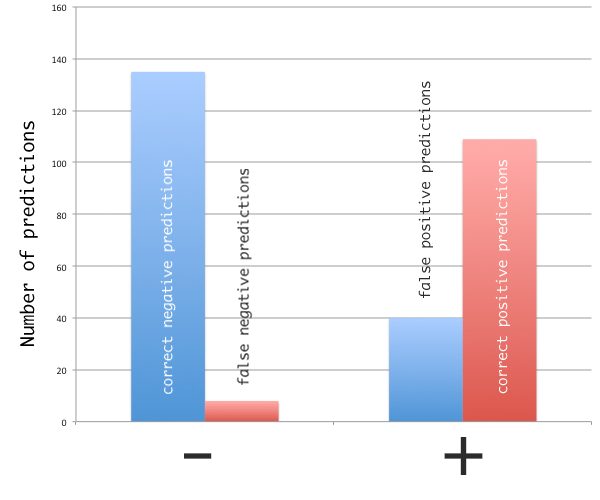 160
140
120
100
80
60
40
20
0
Number of predictions
correct negative predictions
false negative predictions
false positive predictions
correct positive predictions
−
+